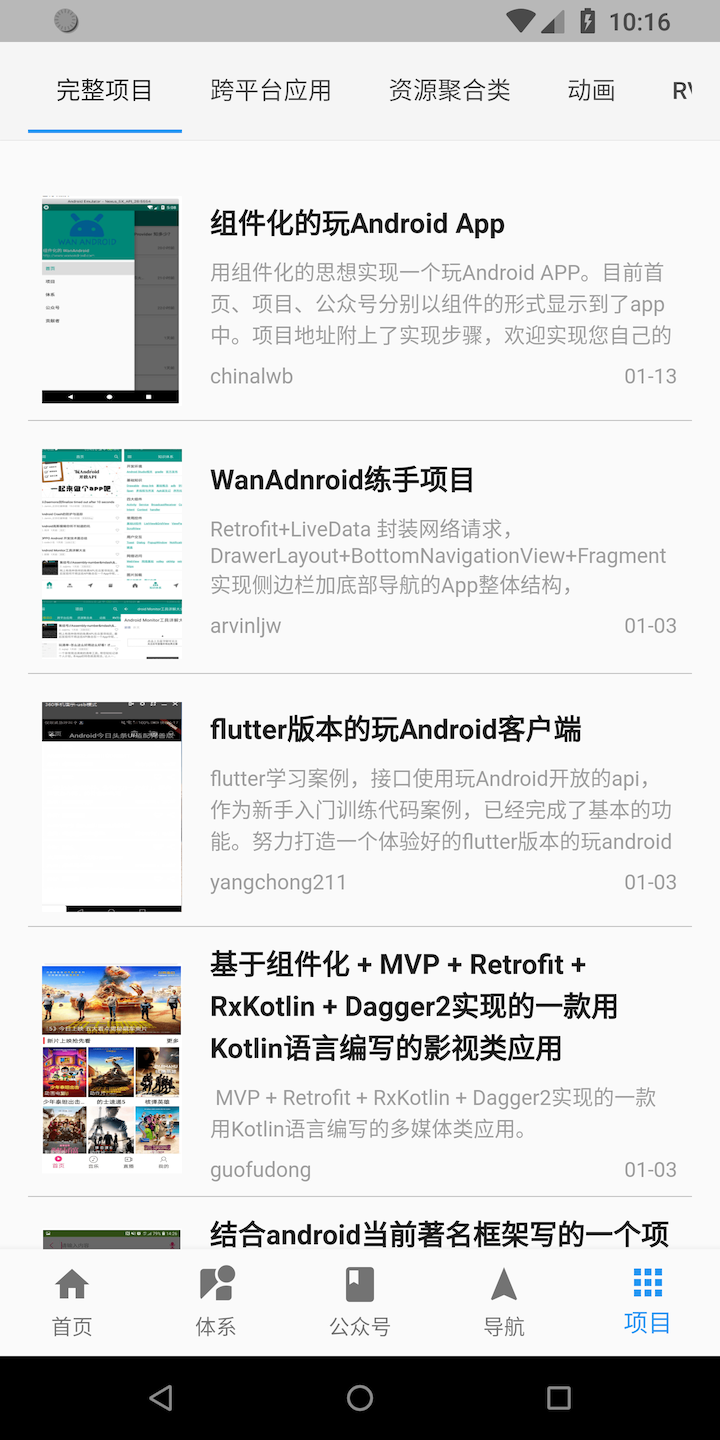 10:16
完整项目 跨平台应用 资源聚合类 动画
组件化的玩Android App
用组件化的思想实现一个玩Android APP。目前首
页、项目、公众号分别以组件的形式显示到了app
中。项目地址附上了实现步骤，欢迎实现您自己的
chinalwb 01-13
WanAdnroid练手项目
Retrofit+LiveData 封装网络请求，
DrawerLayout+BottomNavigationView+Fragment
实现侧边栏加底部导航的App整体结构，
arvinljw 01-03
flutter版本的玩Android客户端
flutter学习案例，接口使用玩Android开放的api，
作为新手入门训练代码案例，已经完成了基本的功
能。努力打造一个体验好的flutter版本的玩android
yangchong211 01-03
基于组件化 + MVP + Retrofit +
RxKotlin + Dagger2实现的一款用
Kotlin语言编写的影视类应用
MVP + Retrofit + RxKotlin + Dagger2实现的一款
用Kotlin语言编写的多媒体类应用。
guofudong 01-03
结合android当前著名框架写的一个项
首页 体系 公众号 导航 项目